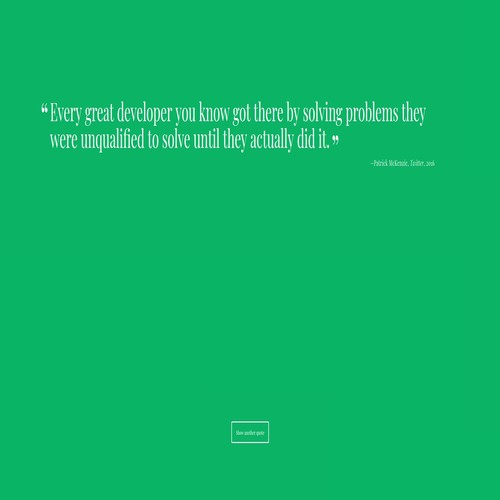 “Every great developer you know got there by solving problems they
were unqualified to solve until they actually did it.”
–Patrick McKenzie, Twitter, 2016
Show another quote